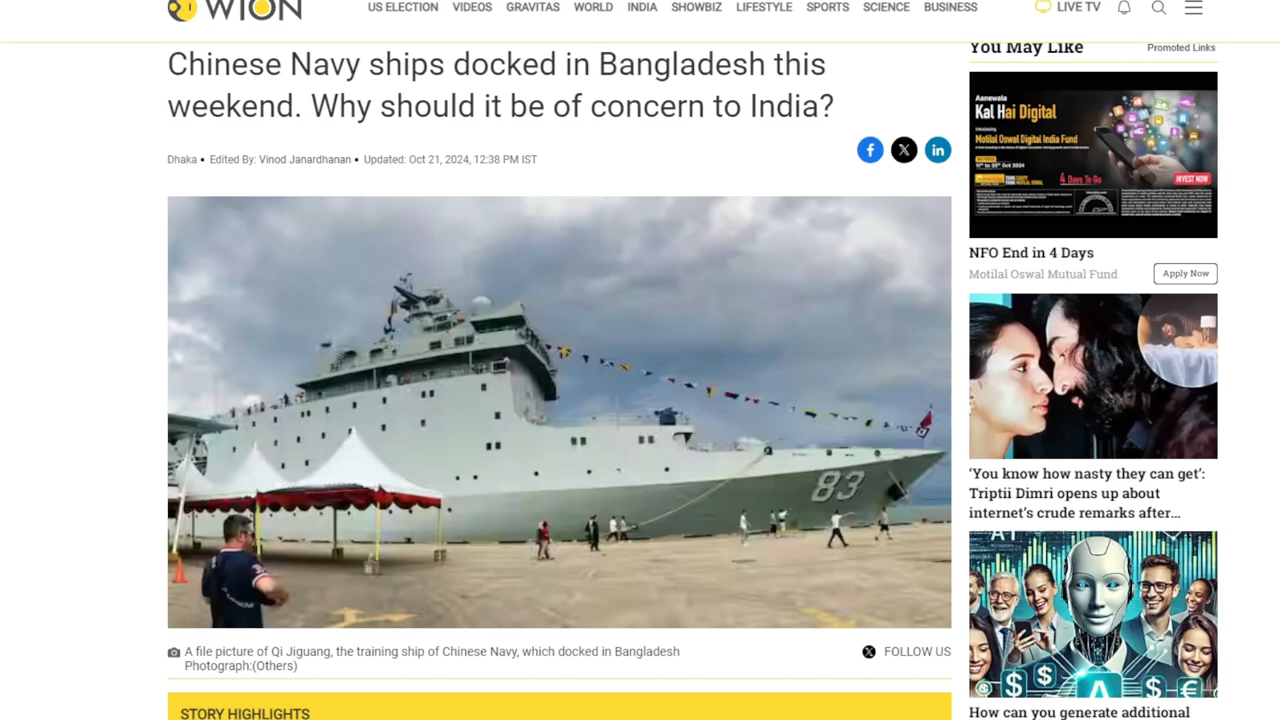 WION
US ELECTION VIDEOS GRAVITAS WORLD INDIA SHOWBIZ LIFESTYLE SPORTS SCIENCE BUSINESS
LIVE TV
Chinese Navy ships docked in Bangladesh this
weekend. Why should it be of concern to India?
Dhaka • Edited By: Vinod Janardhanan • Updated: Oct 21, 2024, 12:38 PM IST
83
A file picture of Qi Jiguang, the training ship of Chinese Navy, which docked in Bangladesh
Photograph:(Others)
FOLLOW US
STORY HIGHLIGHTS
You May Like
Promoted Links
Aanewala
Kal Hai Digital
Introducing
Motilal Oswal Digital India Fund
4 Days To Go
INVEST NOW
NFO End in 4 Days
Motilal Oswal Mutual Fund
Apply Now
‘You know how nasty they can get’:
Triptii Dimri opens up about
internet’s crude remarks after...
AI
$ $ A $ €
How can you generate additional